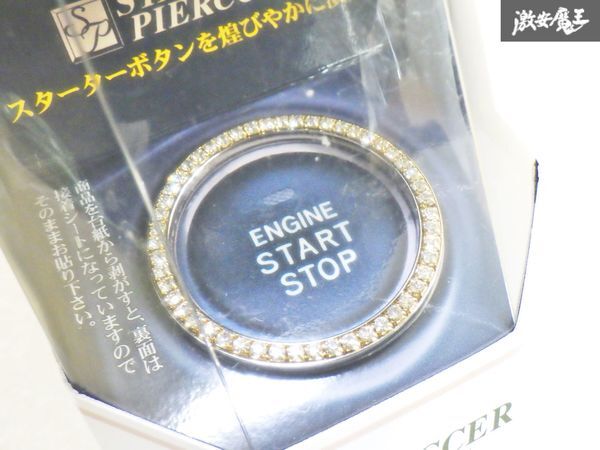 激安魔王
SP
PIERC
スターターボタンを煌びやかに
ENGINE
START
STOP
商品を台紙から剥がすと、裏面は
接着シートになっていますので
そのままお貼り下さい。
CCER